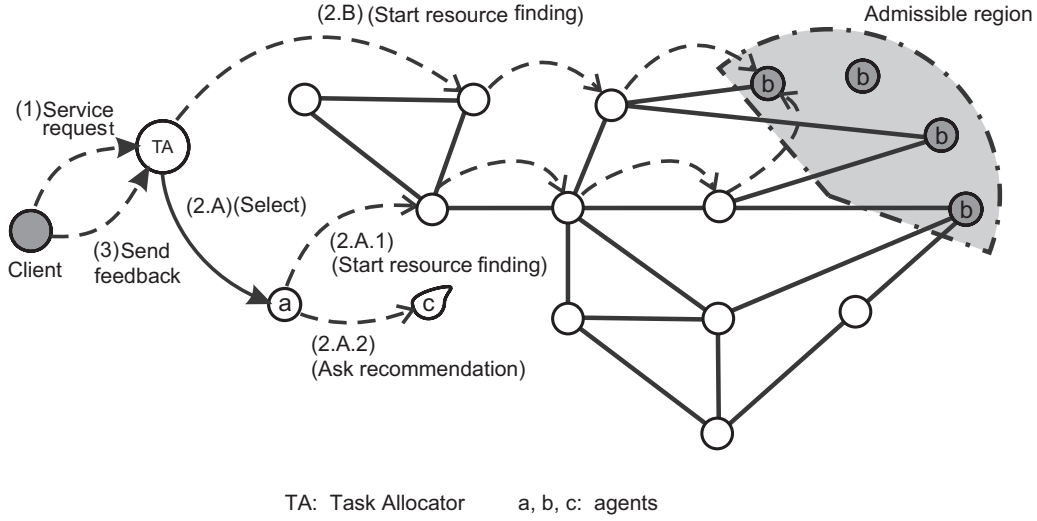 (2.B) (Start resource finding)
Admissible region
b
b
(1)Service
request
TA
b
(2.A)(Select)
b
(3)Send
feedback
Client
(2.A.1)
(Start resource finding)
a
c
(2.A.2)
(Ask recommendation)
TA: Task Allocator a, b, c: agents